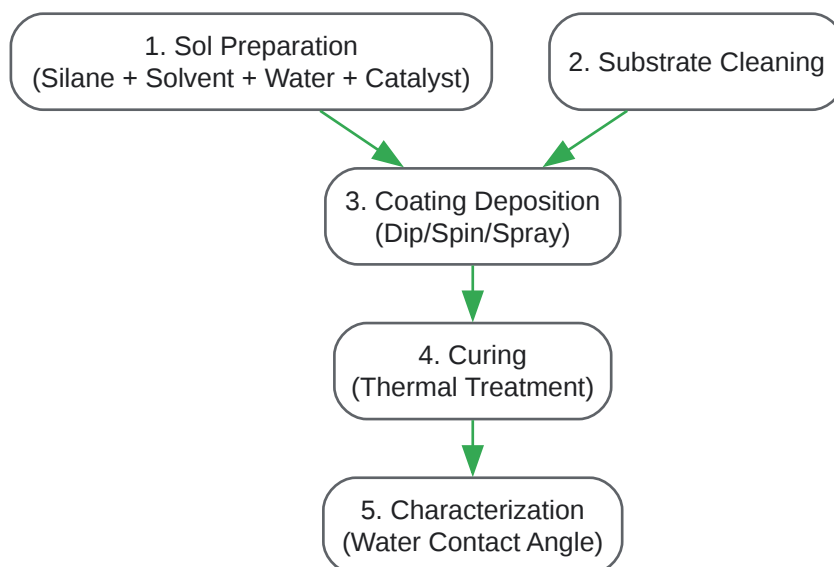 1. Sol Preparation
(Silane + Solvent + Water + Catalyst)
2. Substrate Cleaning
3. Coating Deposition
(Dip/Spin/Spray)
4. Curing
(Thermal Treatment)
5. Characterization
(Water Contact Angle)